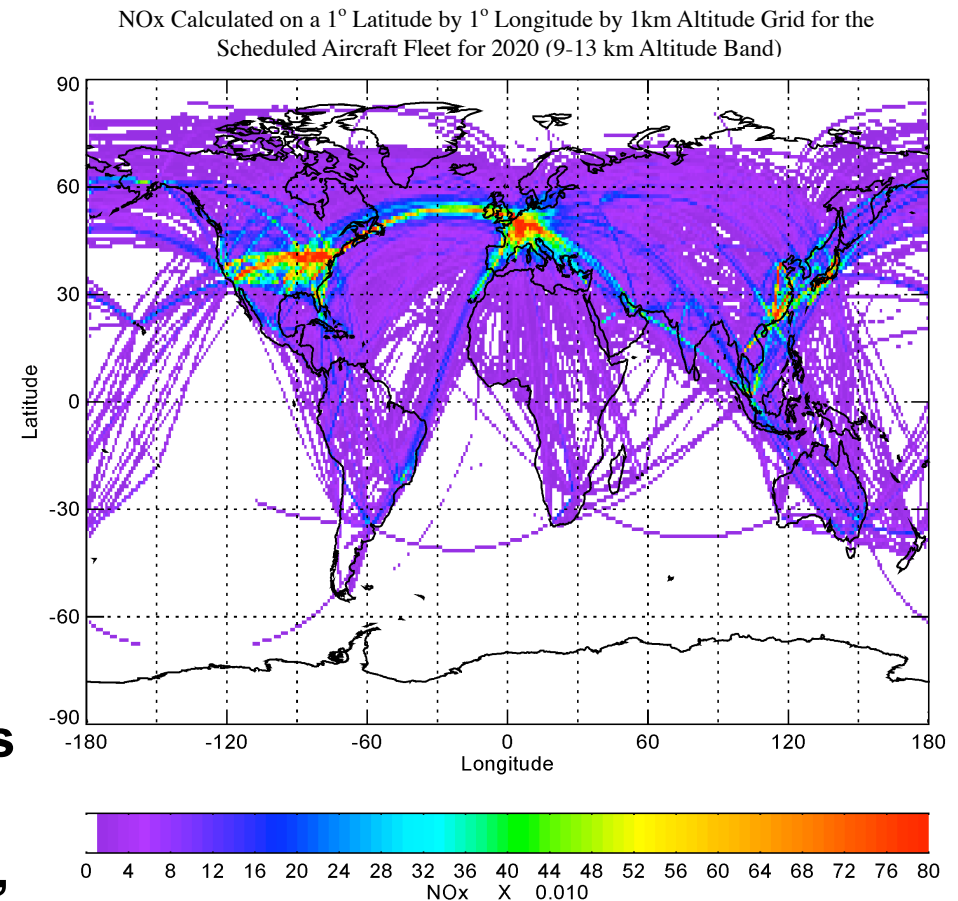 NOx Calculated on a 1o Latitude by 1o Longitude by 1km Altitude Grid for the
Scheduled Aircraft Fleet for 2020 (9-13 km Altitude Band)
90
60
30
0
-30
-60
-90
Latitude
-180 -120 -60 0 60 120 180
Longitude
s
0 4 8 12 16 20 24 28 32 36 40 44 48 52 56 60 64 68 72 76 80
NOx X 0.010
,